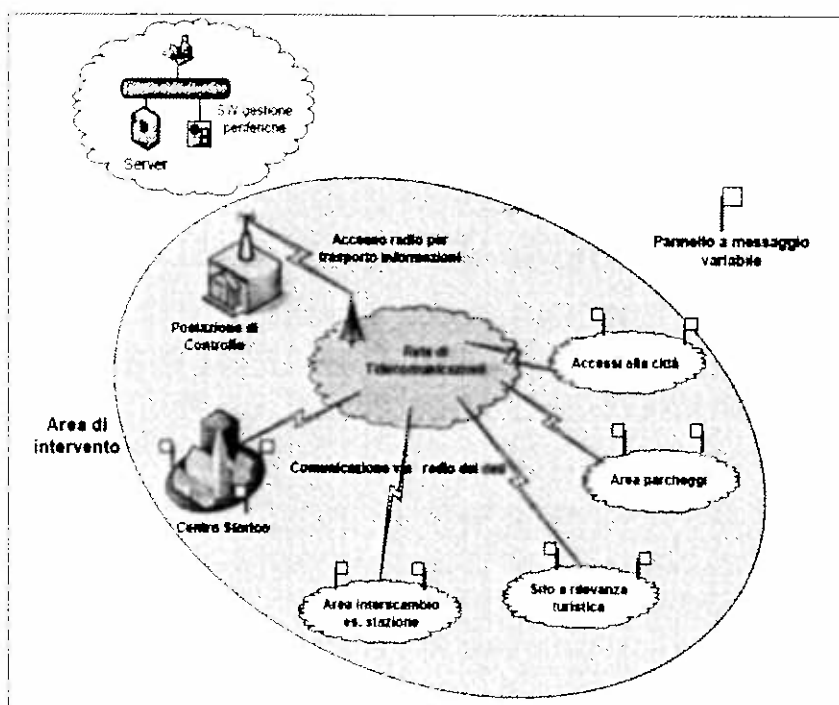 SW gestione
periferiche
Server
Accesso radio per
trasporto informazioni
Pannello a messaggio
variabile
Postazione di
Controllo
Rete di
Telecomunicazioni
Accessi alla città
Area di
intervento
Area parcheggi
Comunicazione via radio dei dati
Centro Storico
Sito a rilevanza
turistica
Area interscambio
es. stazione